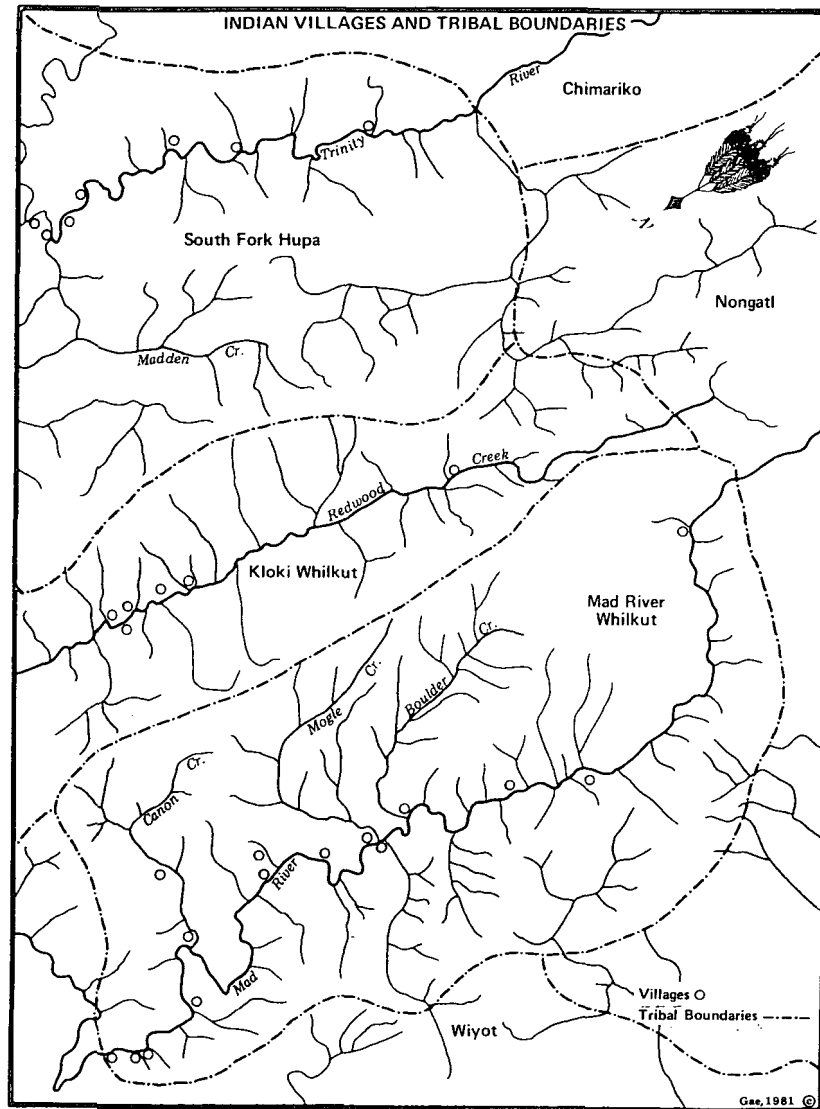 INDIAN VILLAGES AND TRIBAL BOUNDARIES
River
Chimariko
Trinity
South Fork Hupa
-N-
Nongatl
Madden Cr.
Creek
Redwood
Kloki Whilkut
Mad River
Whilkut
Cr.
Boulder
Cr.
Mogle
Cr.
Canon
River
Mad
Villages
Tribal Boundaries
Wiyot
Gae, 1981 ©